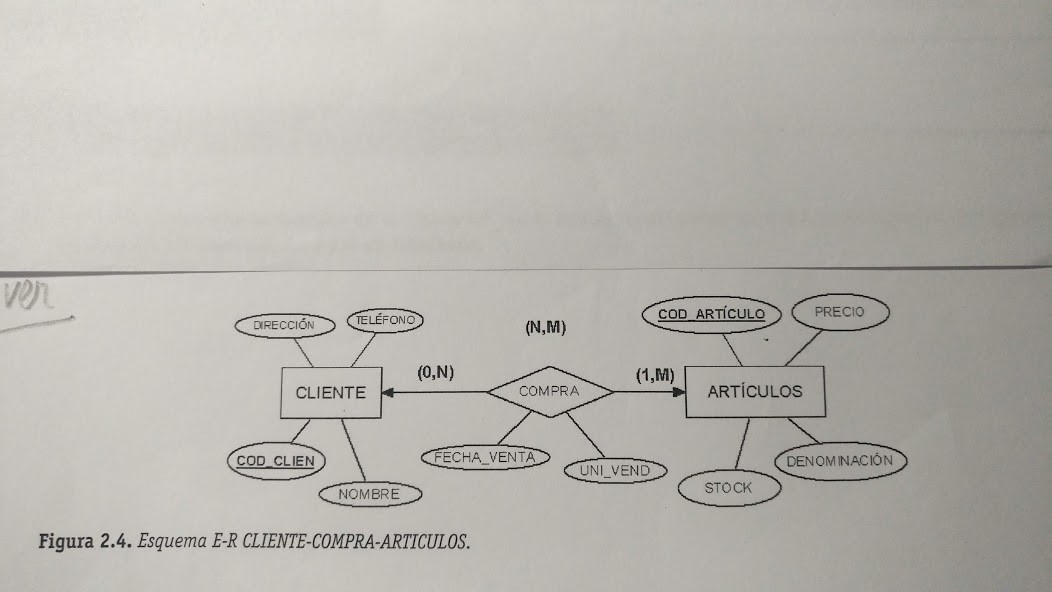 ver
DIRECCIÓN
TELÉFONO
(N,M)
COD_ARTÍCULO
PRECIO
CLIENTE
(0,N)
COMPRA
(1,M)
ARTÍCULOS
COD_CLIEN
NOMBRE
FECHA_VENTA
UNI_VEND
STOCK
DENOMINACIÓN
Figura 2.4. Esquema E-R CLIENTE-COMPRA-ARTICULOS.